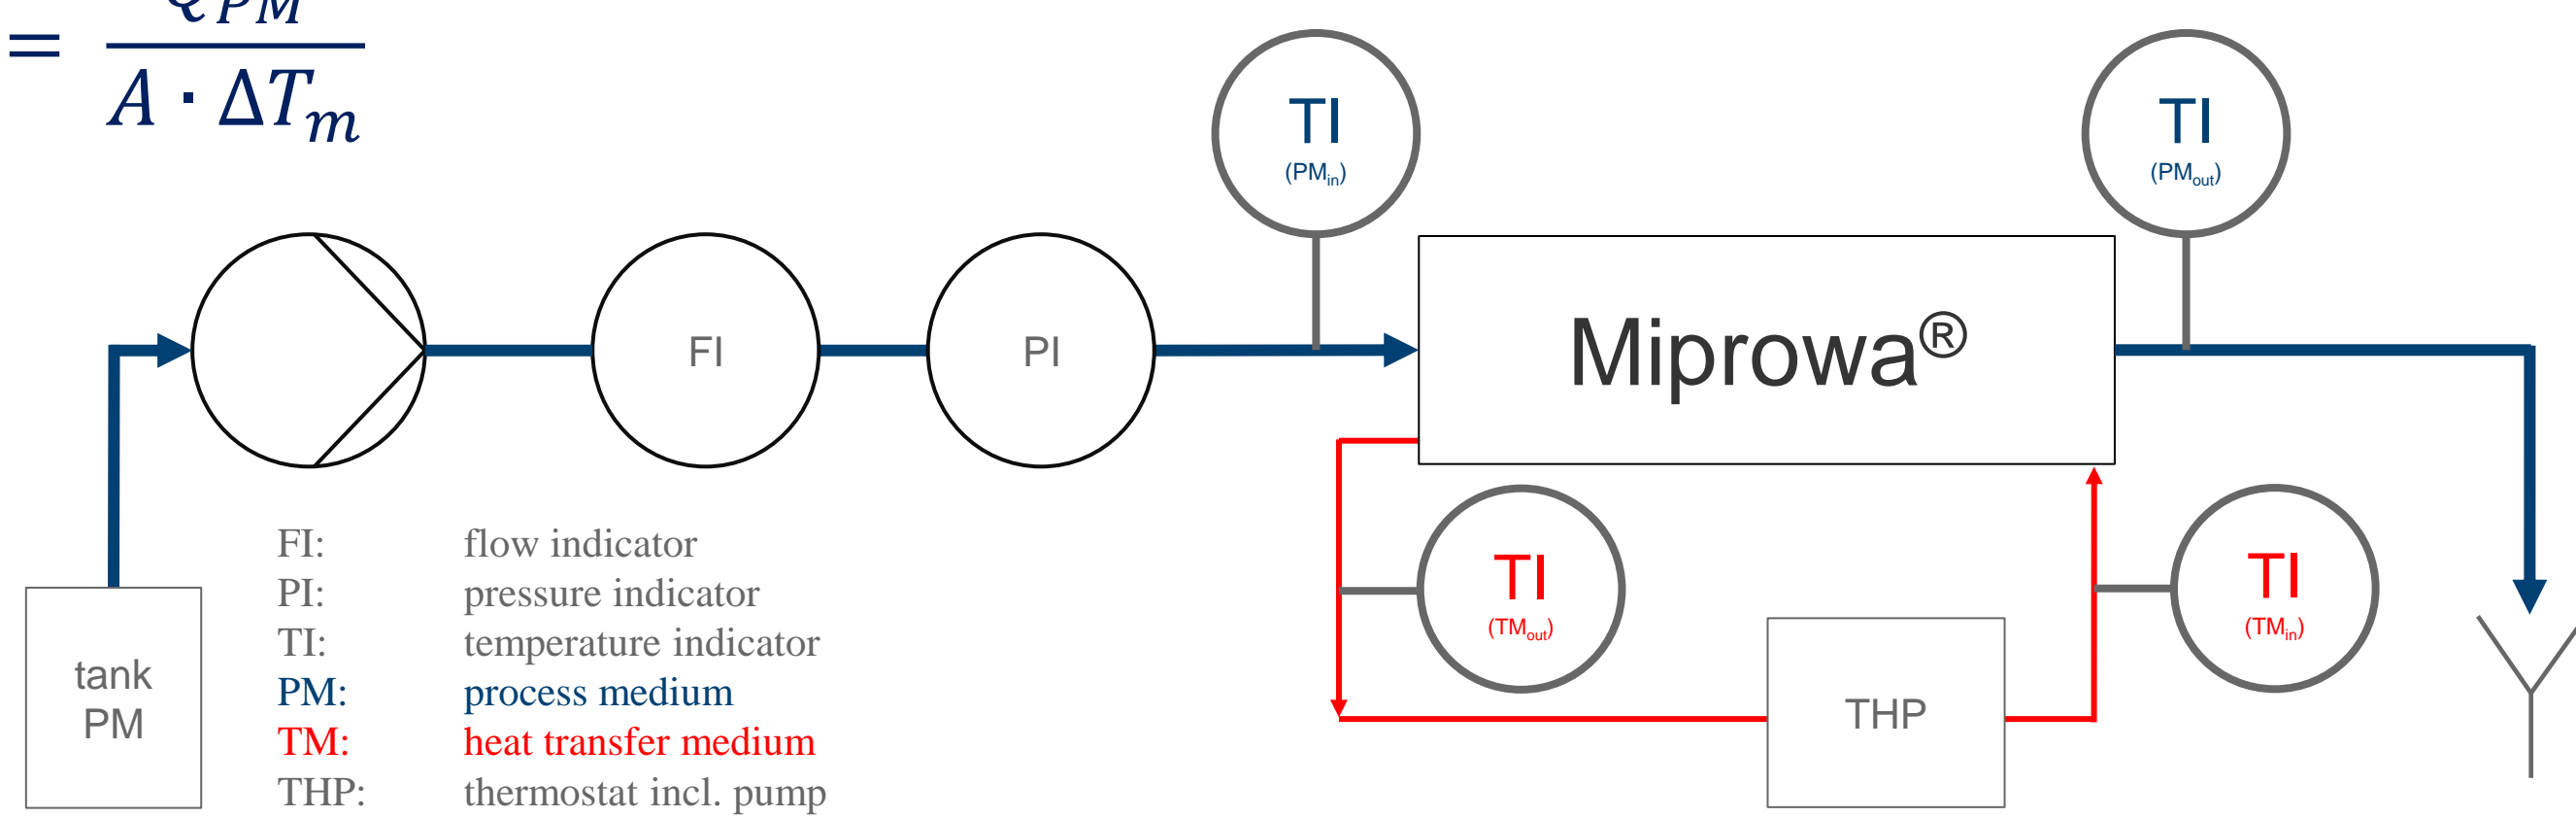 = Q_PM / (A · ΔT_m)
TI
(PM_in)
TI
(PM_out)
FI
PI
Miprowa®
FI: flow indicator
PI: pressure indicator
TI: temperature indicator
PM: process medium
TM: heat transfer medium
THP: thermostat incl. pump
tank
PM
TI
(TM_out)
THP
TI
(TM_in)